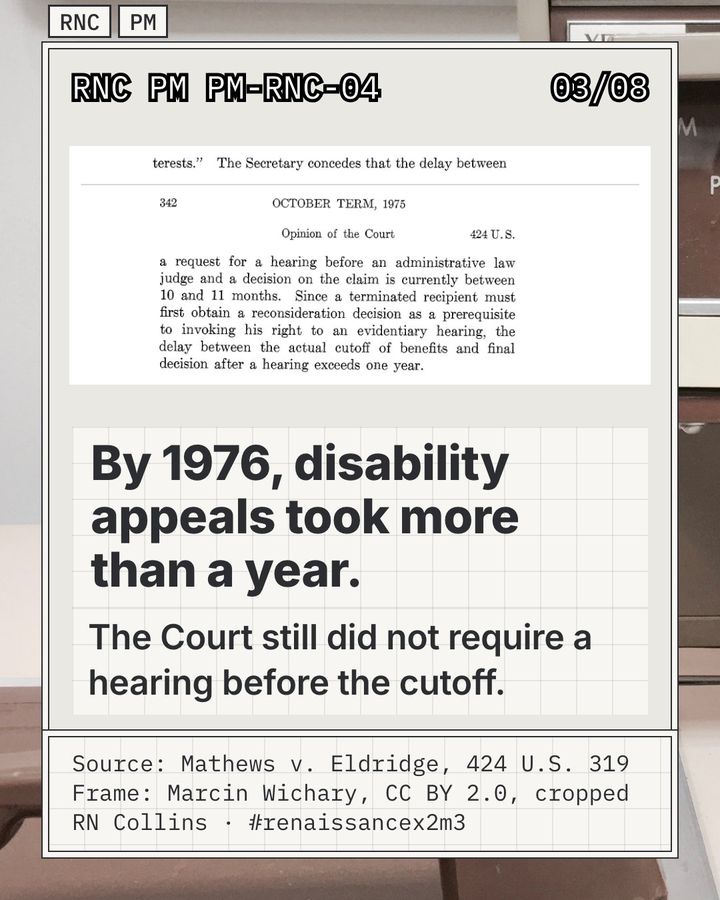 RNC PM
RNC PM PM-RNC-04 03/08
terests.” The Secretary concedes that the delay between
342 OCTOBER TERM, 1975
Opinion of the Court 424 U.S.
a request for a hearing before an administrative law
judge and a decision on the claim is currently between
10 and 11 months. Since a terminated recipient must
first obtain a reconsideration decision as a prerequisite
to invoking his right to an evidentiary hearing, the
delay between the actual cutoff of benefits and final
decision after a hearing exceeds one year.
By 1976, disability
appeals took more
than a year.
The Court still did not require a
hearing before the cutoff.
Source: Mathews v. Eldridge, 424 U.S. 319
Frame: Marcin Wichary, CC BY 2.0, cropped
RN Collins · #renaissancex2m3